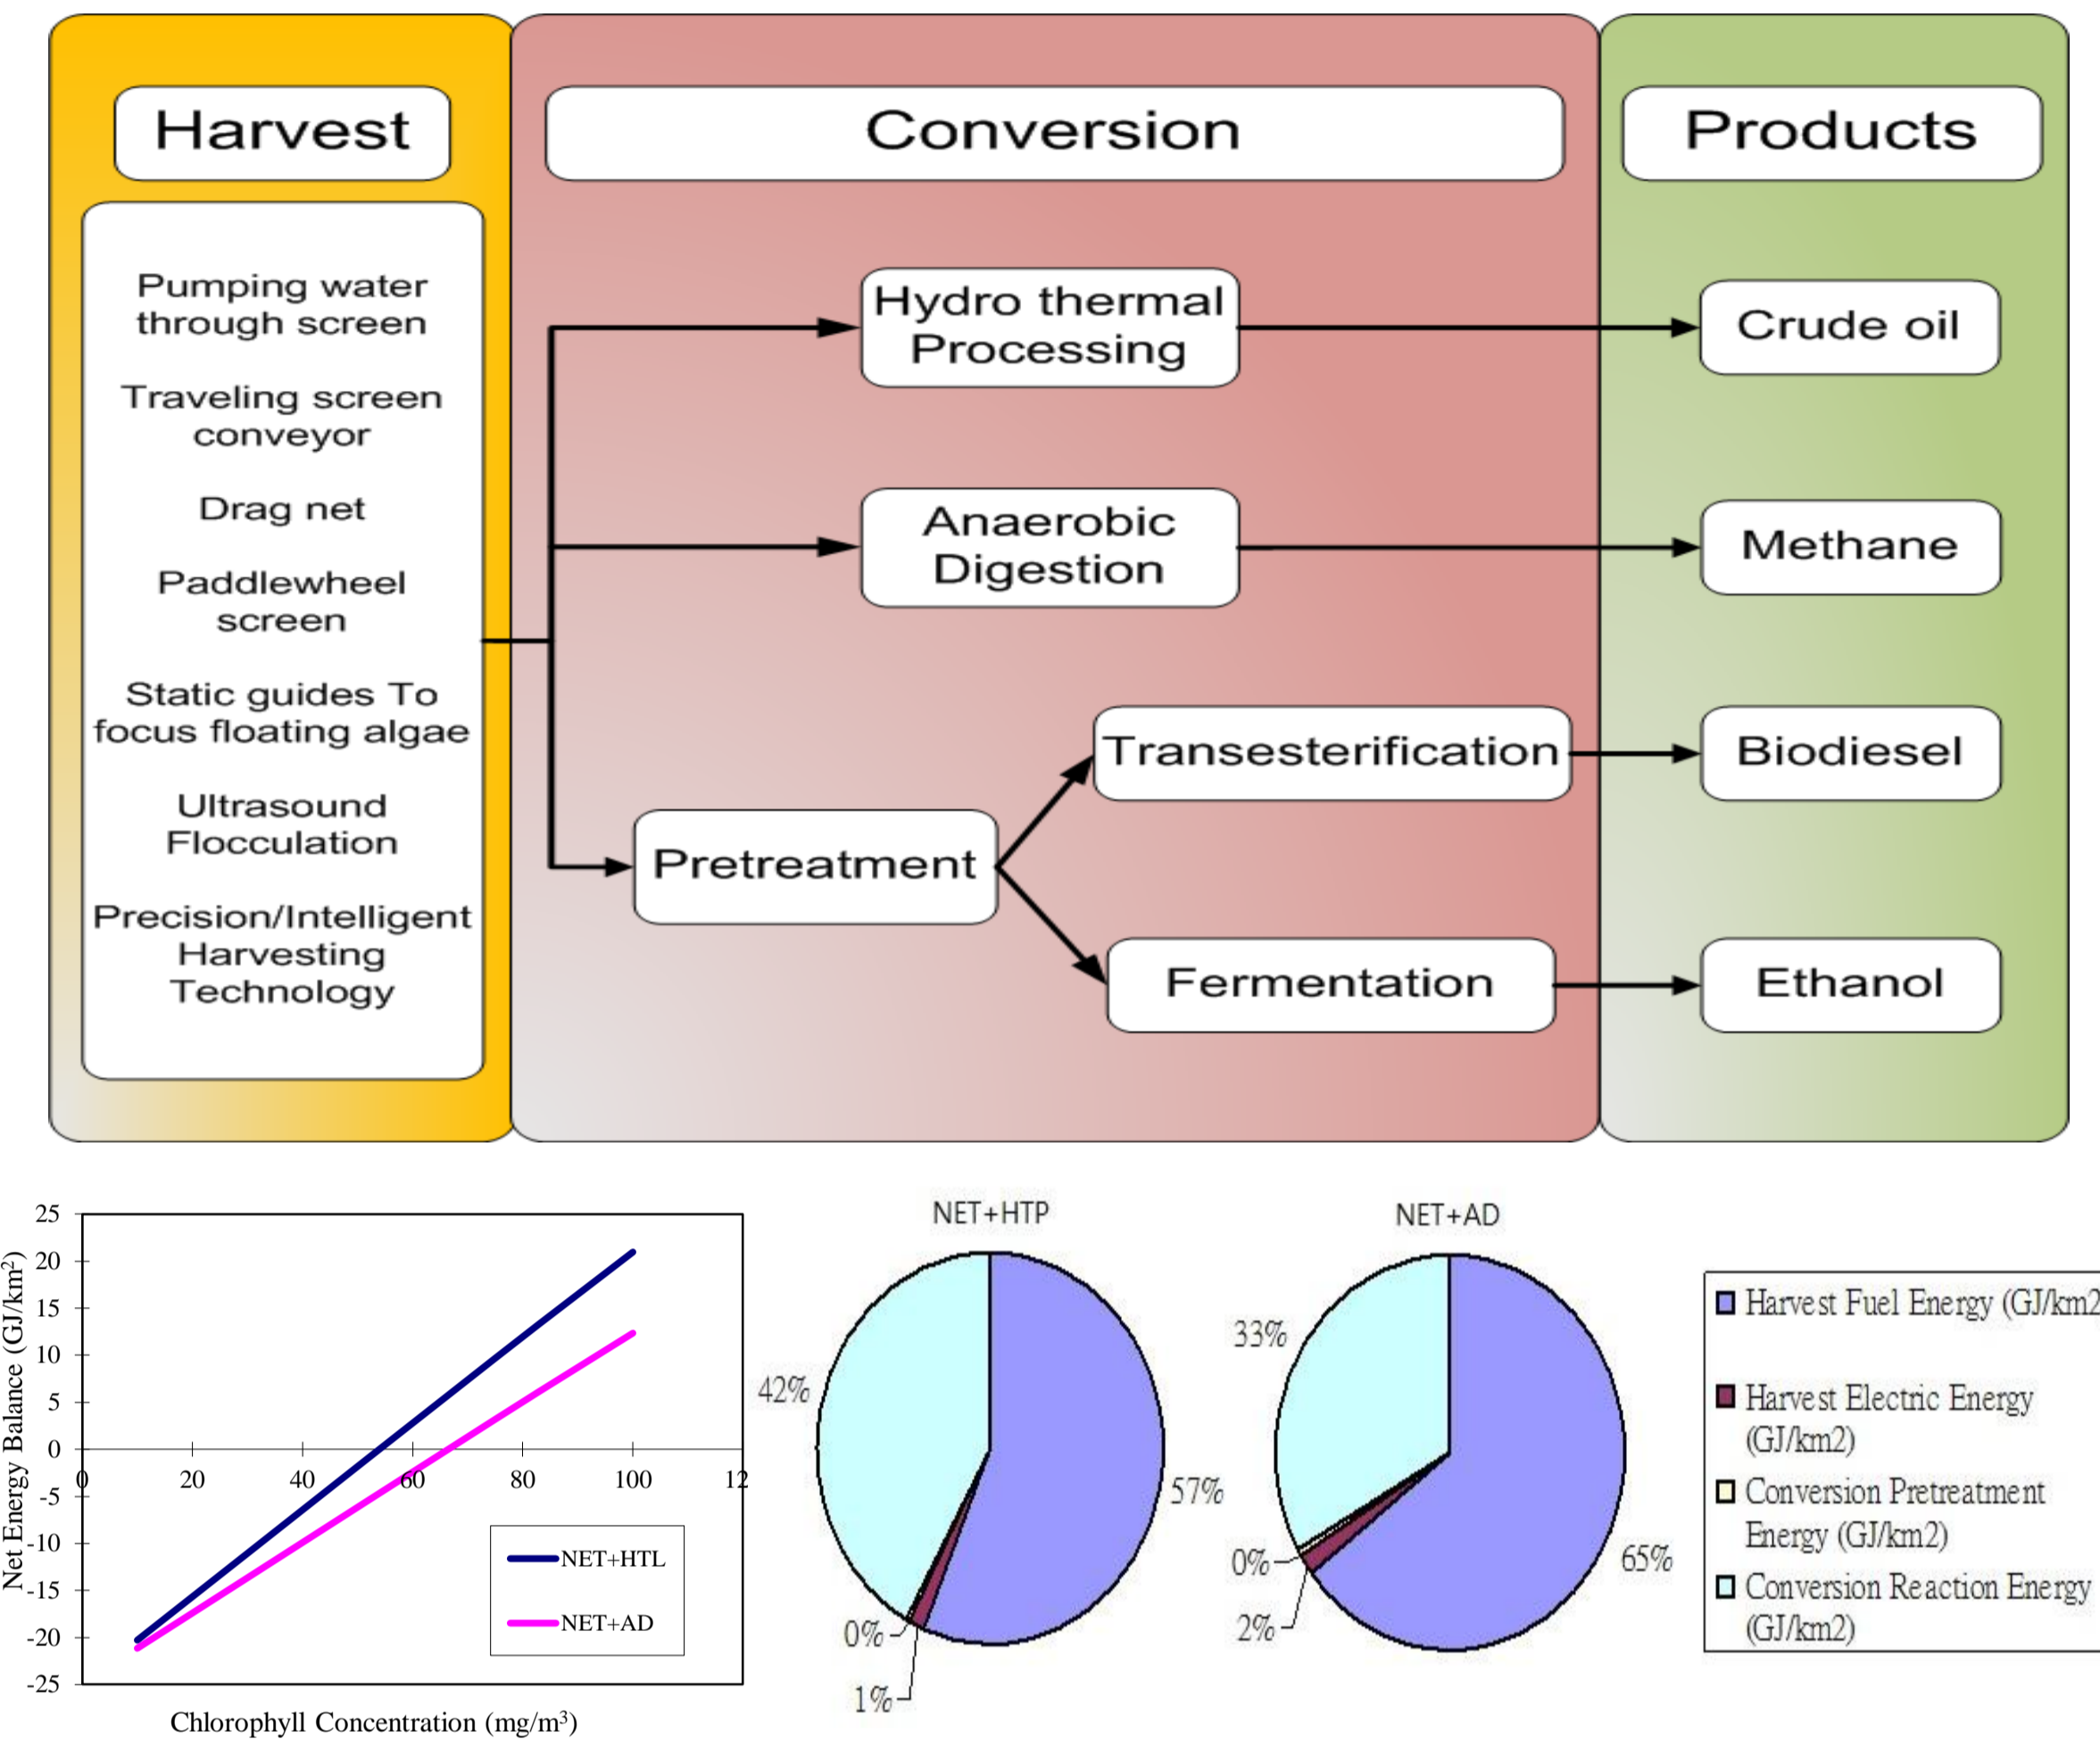 Harvest
Conversion
Products
Pumping water
through screen
Traveling screen
conveyor
Drag net
Paddlewheel
screen
Static guides To
focus floating algae
Ultrasound
Flocculation
Precision/Intelligent
Harvesting
Technology
Hydro thermal
Processing
Crude oil
Anaerobic
Digestion
Methane
Pretreatment
Transesterification
Biodiesel
Fermentation
Ethanol
Net Energy Balance (GJ/km²)
25
20
15
10
5
0
-5
-10
-15
-20
-25
0
20
40
60
80
100
12
NET+HTL
NET+AD
Chlorophyll Concentration (mg/m³)
NET+HTP
42%
57%
0%
1%
NET+AD
33%
65%
0%
2%
Harvest Fuel Energy (GJ/km2
Harvest Electric Energy
(GJ/km2)
Conversion Pretreatment
Energy (GJ/km2)
Conversion Reaction Energy
(GJ/km2)